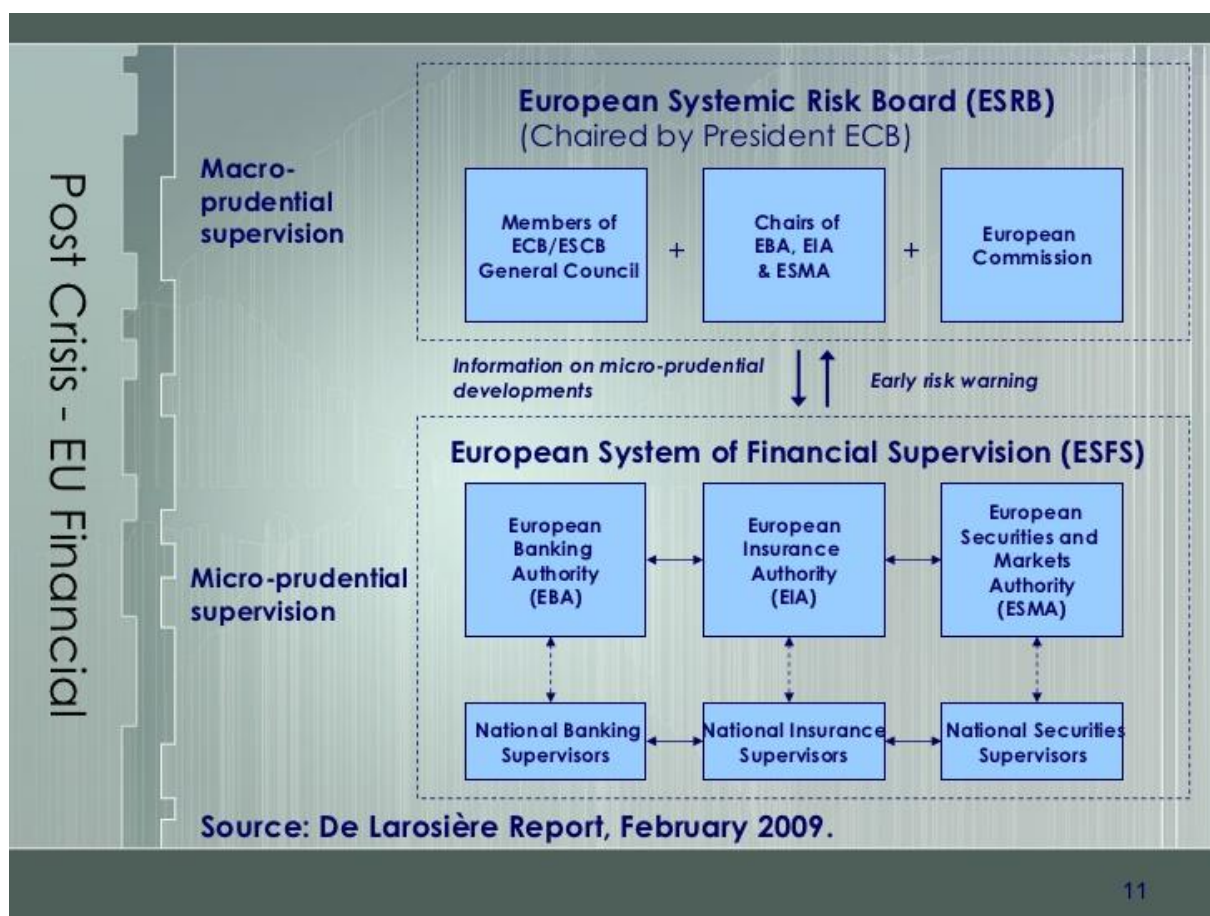 Post Crisis - EU Financial
European Systemic Risk Board (ESRB)
(Chaired by President ECB)
Macro-
prudential
supervision
Members of
ECB/ESCB
General Council
+
Chairs of
EBA, EIA
& ESMA
+
European
Commission
Information on micro-prudential
developments
Early risk warning
European System of Financial Supervision (ESFS)
Micro-prudential
supervision
European
Banking
Authority
(EBA)
European
Insurance
Authority
(EIA)
European
Securities and
Markets
Authority
(ESMA)
National Banking
Supervisors
National Insurance
Supervisors
National Securities
Supervisors
Source: De Larosière Report, February 2009.
11